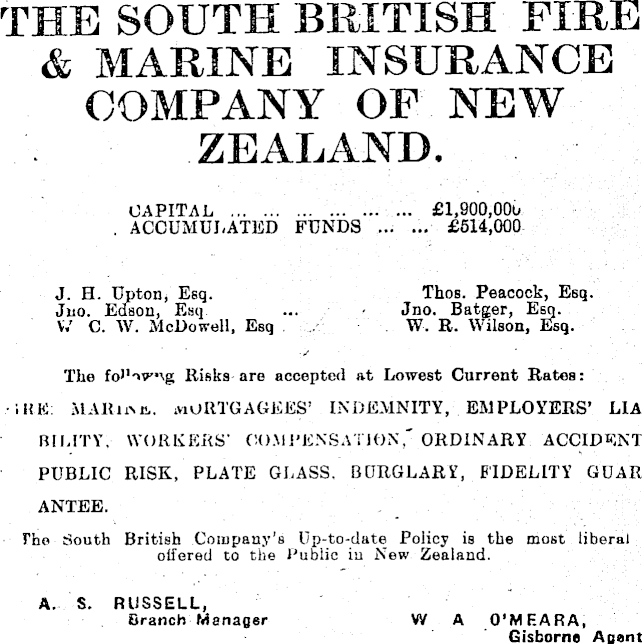 THE SOUTH BRITISH FIRE
& MARINE INSURANCE
COMPANY OF NEW
ZEALAND.
CAPITAL ... ... ... ... ... ... £1,900,000
ACCUMULATED FUNDS ... ... £514,000
J. H. Upton, Esq. Thos. Peacock, Esq.
Jno. Edson, Esq ... Jno. Batger, Esq.
W C. W. McDowell, Esq W. R. Wilson, Esq.
The following Risks are accepted at Lowest Current Rates:
IRE: MARINE, MORTGAGEES' INDEMNITY, EMPLOYERS' LIA
BILITY, WORKERS' COMPENSATION, ORDINARY ACCIDENT
PUBLIC RISK, PLATE GLASS, BURGLARY, FIDELITY GUAR
ANTEE.
The South British Company's Up-to-date Policy is the most liberal
offered to the Public in New Zealand.
A. S. RUSSELL,
Branch Manager
W A O'MEARA,
Gisborne Agent